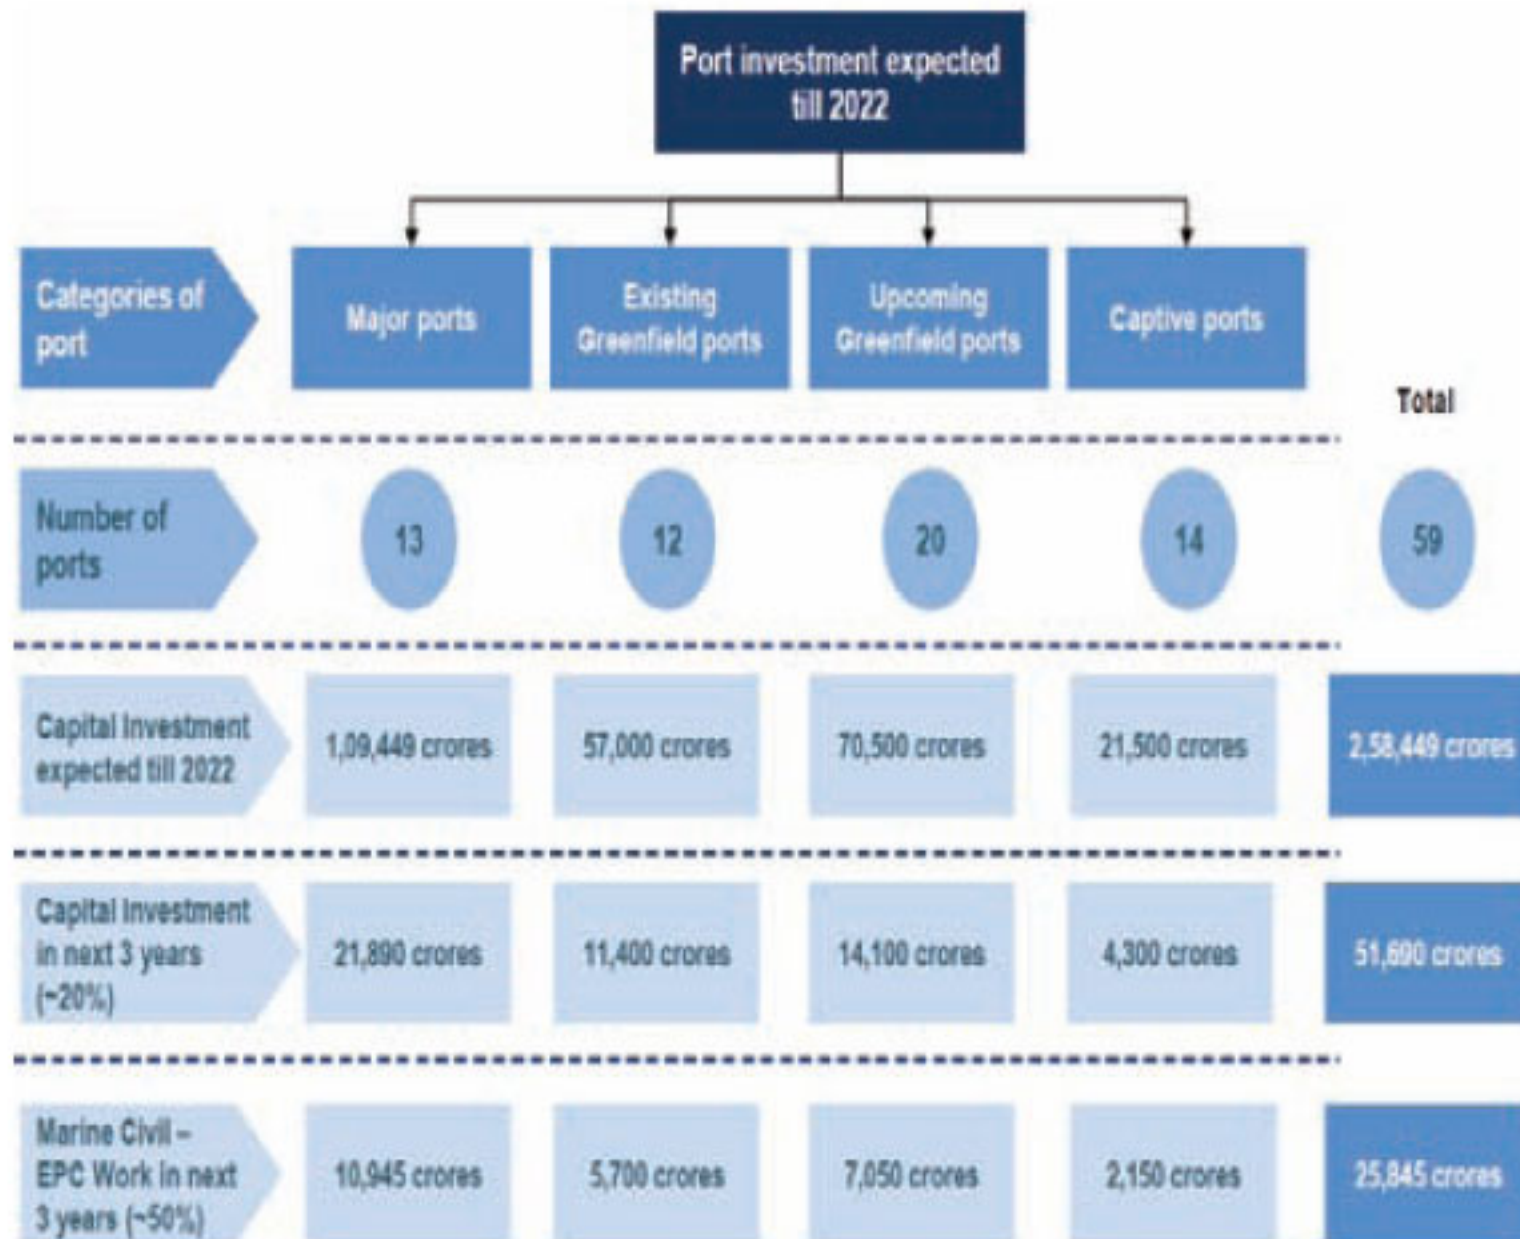 Port investment expected
till 2022
Categories of
port
Major ports
Existing
Greenfield ports
Upcoming
Greenfield ports
Captive ports
Total
Number of
ports
13
12
20
14
59
Capital Investment
expected till 2022
1,09,449 crores
57,000 crores
70,500 crores
21,500 crores
2,58,449 crores
Capital Investment
in next 3 years
(~20%)
21,890 crores
11,400 crores
14,100 crores
4,300 crores
51,690 crores
Marine Civil –
EPC Work in next
3 years (~50%)
10,945 crores
5,700 crores
7,050 crores
2,150 crores
25,845 crores